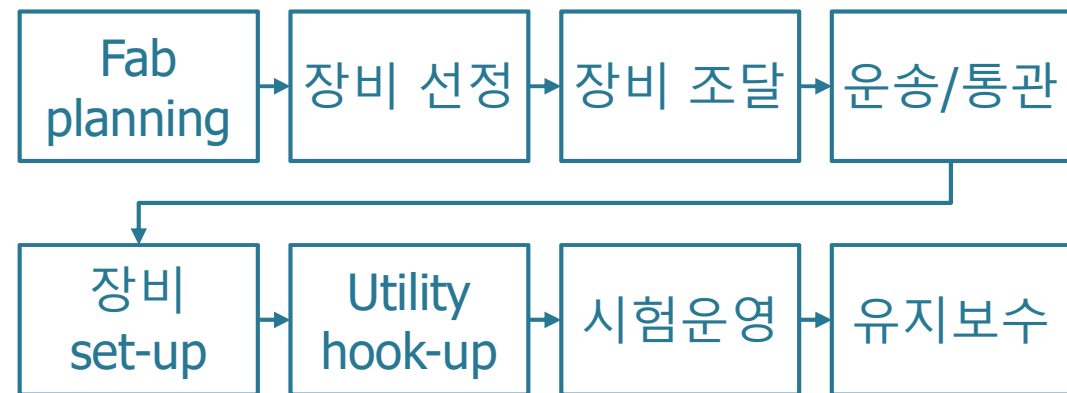 Fab
planning
장비 선정
장비 조달
운송/통관
장비
set-up
Utility
hook-up
시험운영
유지보수